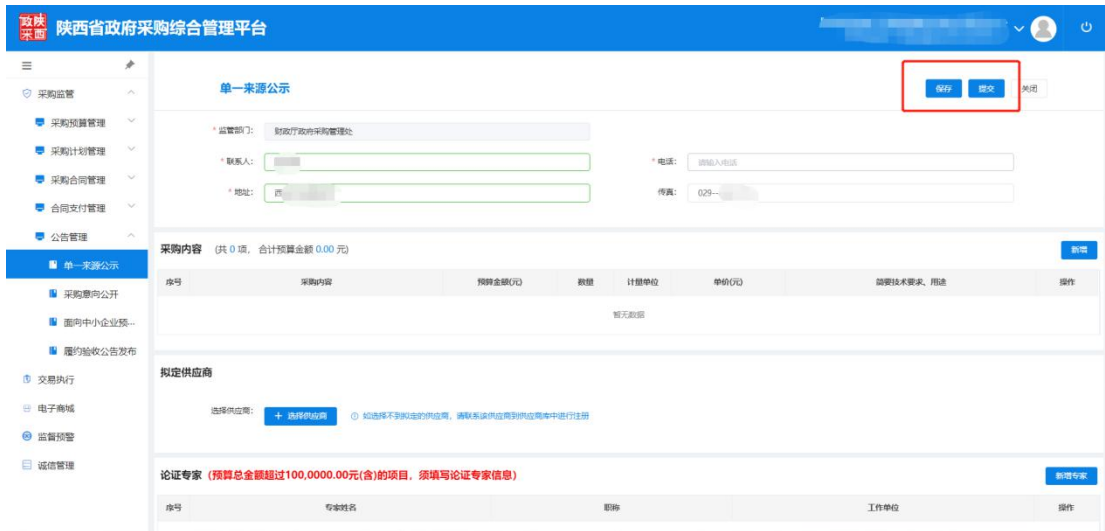 政陕
采西 陕西省政府采购综合管理平台
采购监管
采购预算管理
采购计划管理
采购合同管理
合同支付管理
公告管理
单一来源公示
采购意向公开
面向中小企业预...
履约验收公告发布
交易执行
电子商城
监督预警
诚信管理
单一来源公示
保存 提交 关闭
* 监管部门: 财政厅政府采购管理处
* 联系人: * 电话: 请输入电话
* 地址: 西 传真: 029--
采购内容 (共 0 项, 合计预算金额 0.00 元) 新增
序号 采购内容 预算金额(元) 数量 计量单位 单价(元) 简要技术要求、用途 操作
暂无数据
拟定供应商
选择供应商: + 选择供应商 如选择不到拟定的供应商, 请联系该供应商到供应商库中进行注册
论证专家 (预算总金额超过100,0000.00元(含)的项目, 须填写论证专家信息) 新增专家
序号 专家姓名 职称 工作单位 操作